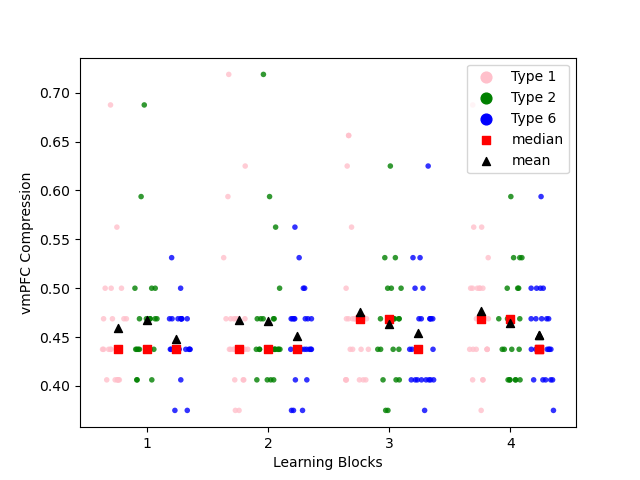 0.70
0.65
0.60
0.55
0.50
0.45
0.40
vmPFC Compression
1 2 3 4
Learning Blocks
Type 1
Type 2
Type 6
median
mean